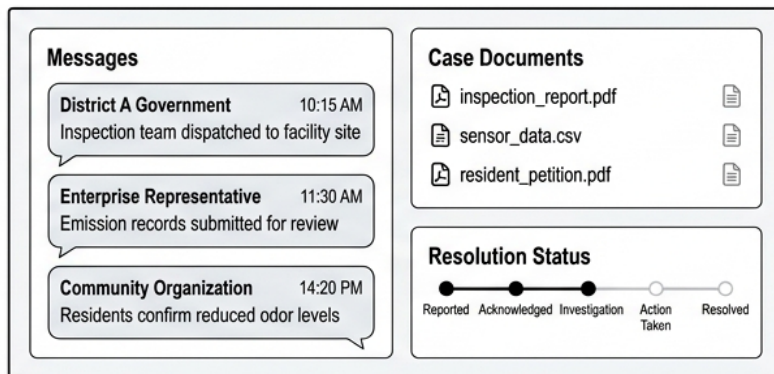 Messages
District A Government 10:15 AM
Inspection team dispatched to facility site
Enterprise Representative 11:30 AM
Emission records submitted for review
Community Organization 14:20 PM
Residents confirm reduced odor levels
Case Documents
inspection_report.pdf
sensor_data.csv
resident_petition.pdf
Resolution Status
Reported Acknowledged Investigation Action Resolved
Taken